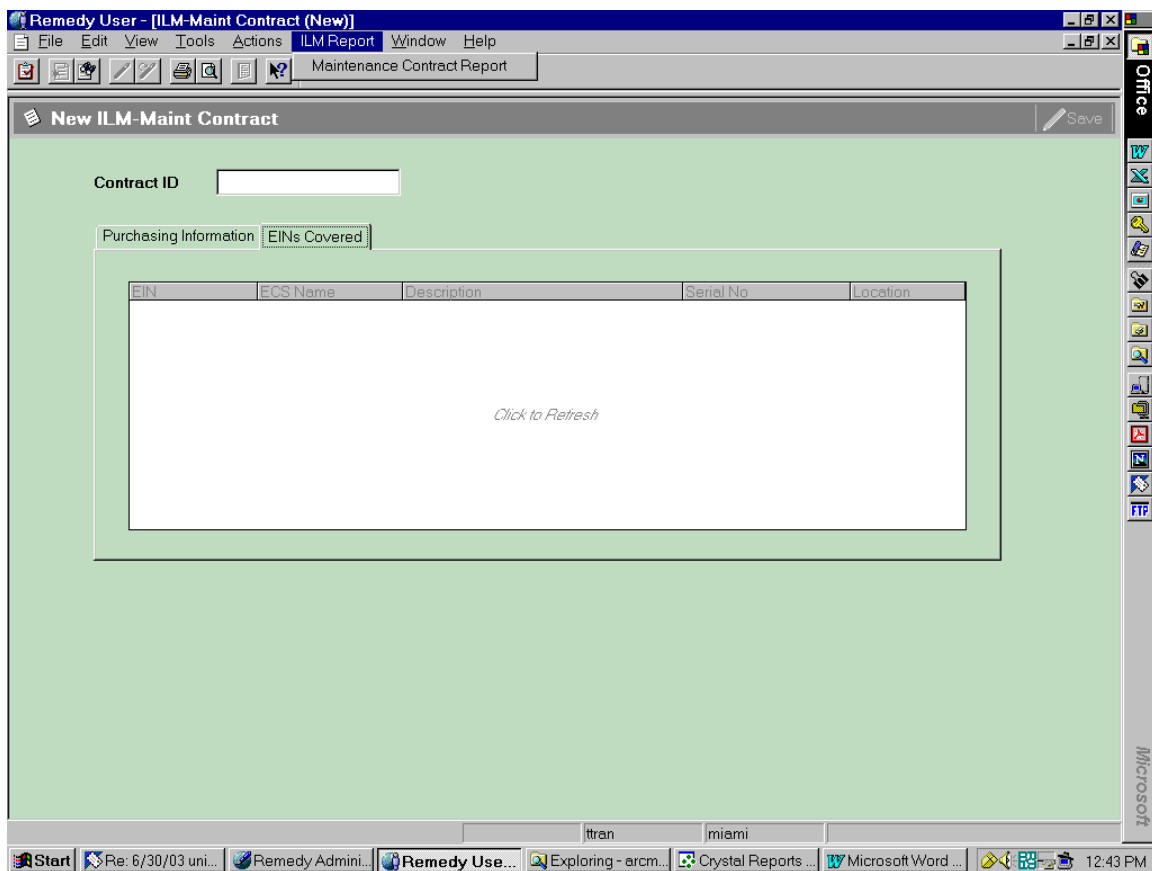 Remedy User - [ILM-Maint Contract (New)]
File Edit View Tools Actions ILM Report Window Help
Maintenance Contract Report
Office
New ILM-Maint Contract
Save
Contract ID
Purchasing Information EINs Covered
EIN ECS Name Description Serial No Location
Click to Refresh
FTP
Microsoft
ttran miami
Start Re: 6/30/03 uni... Remedy Admini... Remedy Use... Exploring - arcm... Crystal Reports ... Microsoft Word ... 12:43 PM